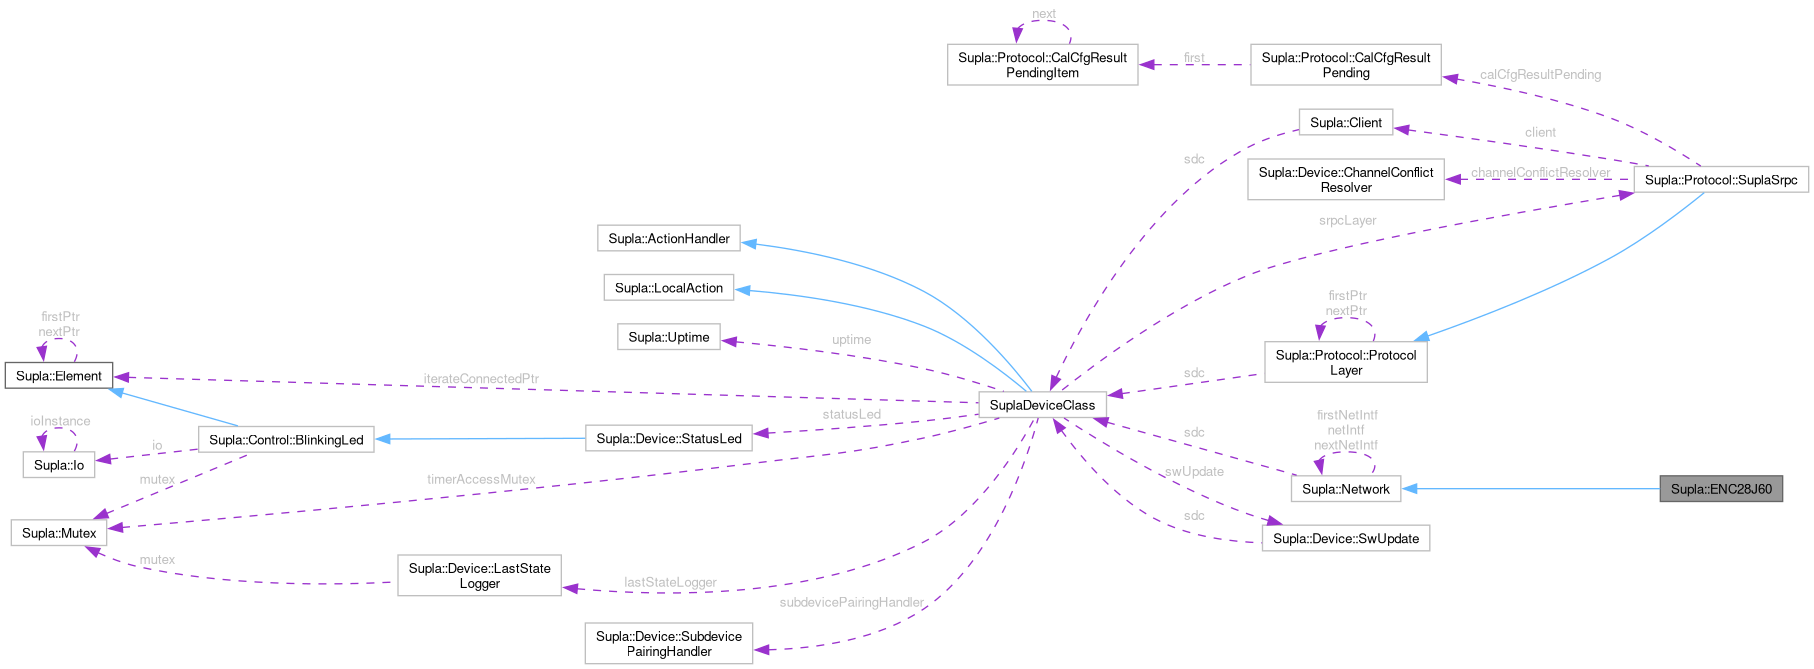 next
Supla::Protocol::CalCfgResult
PendingItem
first
Supla::Protocol::CalCfgResult
Pending
calCfgResultPending
Supla::Client
client
sdc
Supla::Device::ChannelConflict
Resolver
channelConflictResolver
Supla::Protocol::SuplaSrpc
srpcLayer
Supla::ActionHandler
Supla::LocalAction
firstPtr
nextPtr
Supla::Element
Supla::Uptime
uptime
firstPtr
nextPtr
Supla::Protocol::Protocol
Layer
iterateConnectedPtr
sdc
SuplaDeviceClass
statusLed
ioInstance
Supla::Io
io
Supla::Control::BlinkingLed
Supla::Device::StatusLed
firstNetIntf
netIntf
nextNetIntf
sdc
Supla::Network
Supla::ENC28J60
mutex
timerAccessMutex
swUpdate
sdc
Supla::Mutex
Supla::Device::SwUpdate
mutex
Supla::Device::LastState
Logger
lastStateLogger
subdevicePairingHandler
Supla::Device::Subdevice
PairingHandler